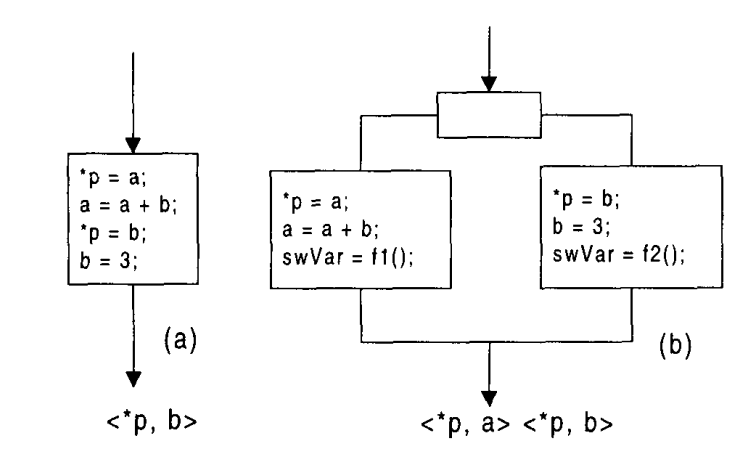 *p = a;
a = a + b;
*p = b;
b = 3;
(a)
<*p, b>
*p = a;
a = a + b;
swVar = f1();
*p = b;
b = 3;
swVar = f2();
(b)
<*p, a> <*p, b>